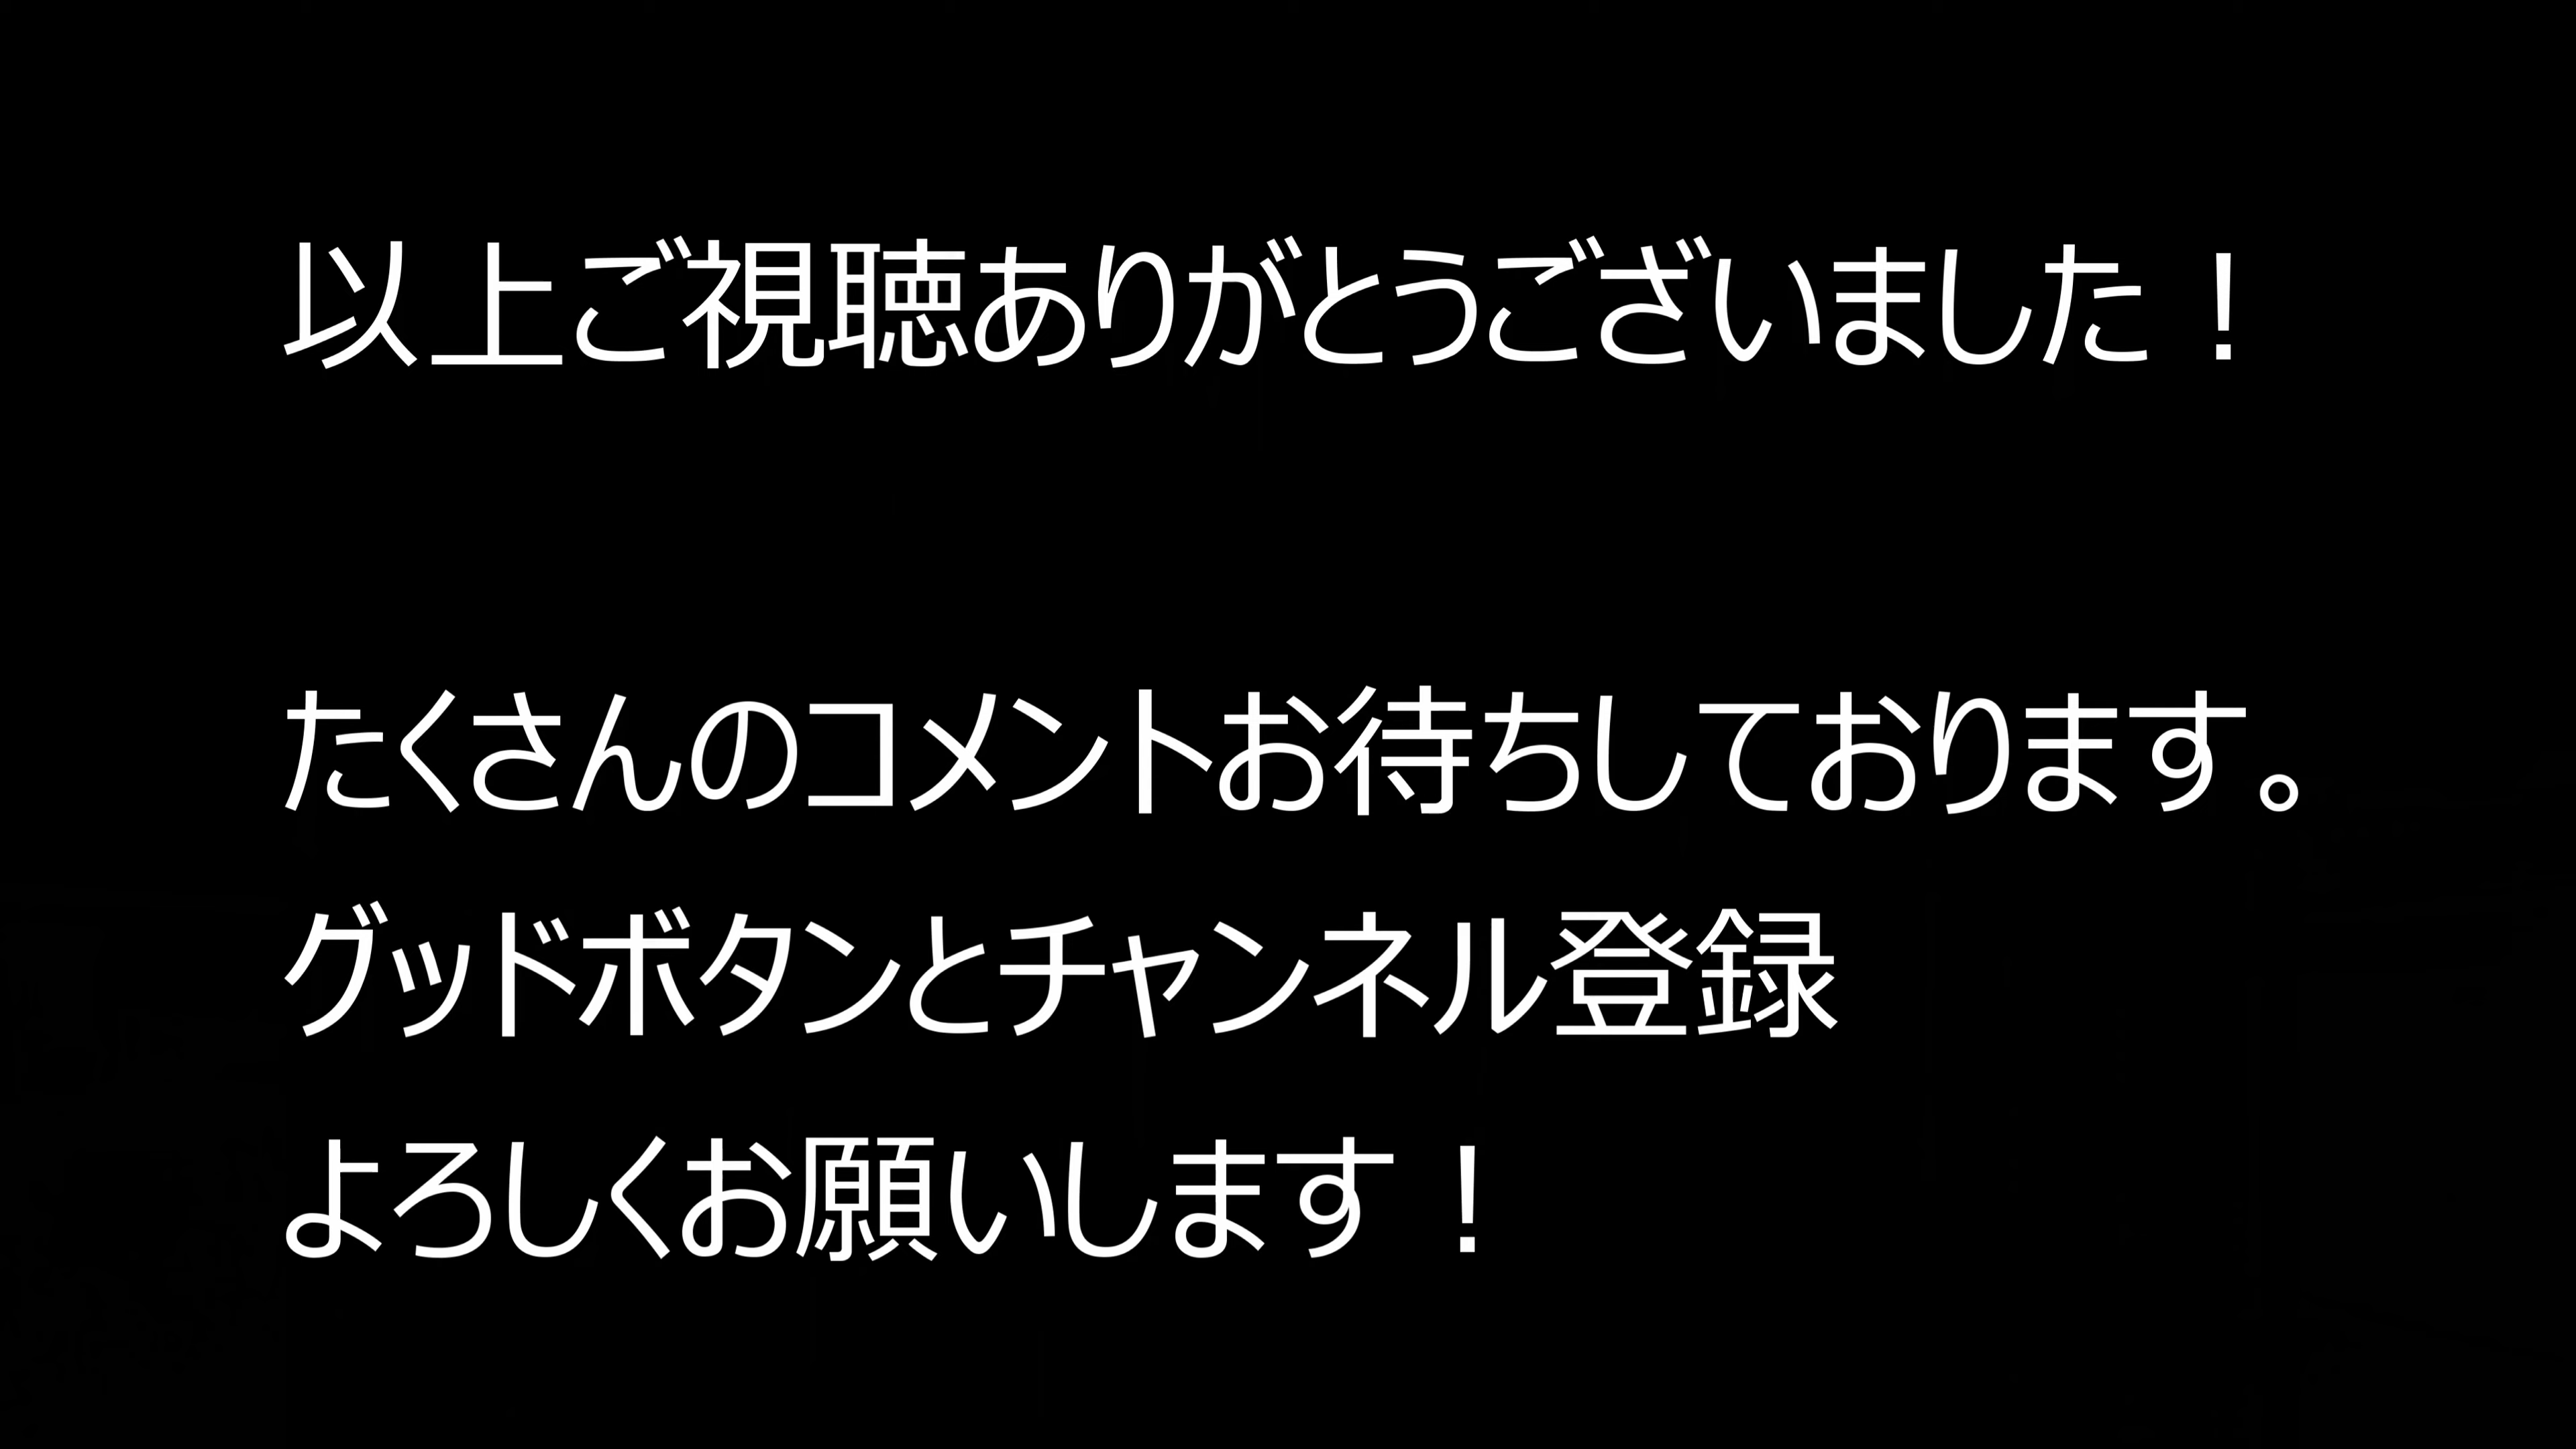 以上ご視聴ありがとうございました！
たくさんのコメントお待ちしております。
グッドボタンとチャンネル登録
よろしくお願いします！